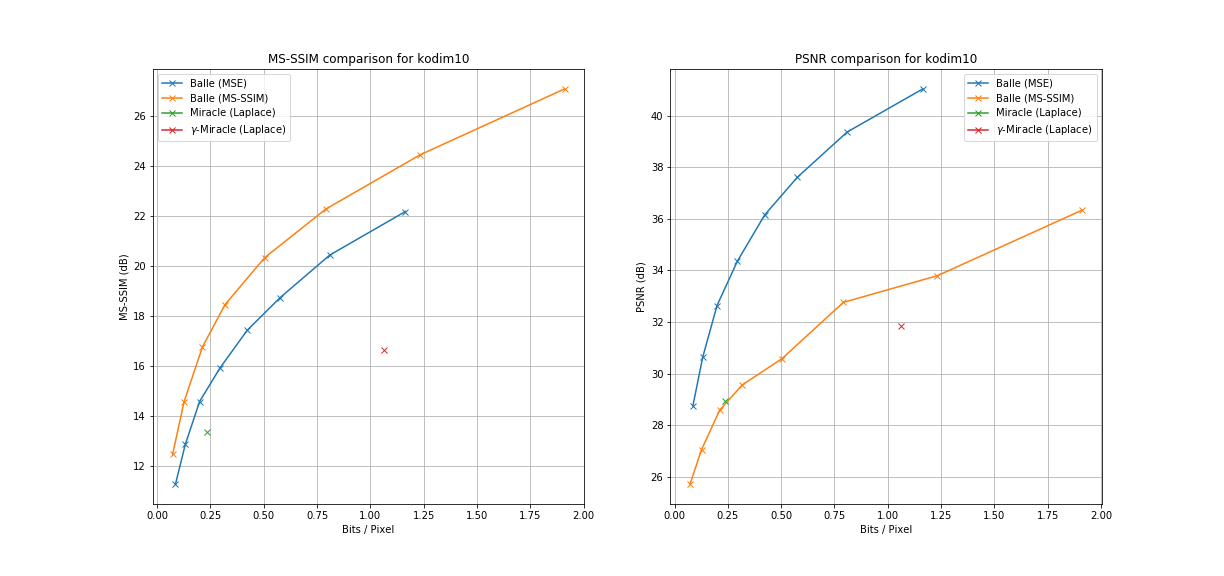 MS-SSIM comparison for kodim10
Balle (MSE)
Balle (MS-SSIM)
Miracle (Laplace)
γ-Miracle (Laplace)
MS-SSIM (dB)
26
24
22
20
18
16
14
12
0.00 0.25 0.50 0.75 1.00 1.25 1.50 1.75 2.00
Bits / Pixel
PSNR comparison for kodim10
Balle (MSE)
Balle (MS-SSIM)
Miracle (Laplace)
γ-Miracle (Laplace)
PSNR (dB)
40
38
36
34
32
30
28
26
0.00 0.25 0.50 0.75 1.00 1.25 1.50 1.75 2.00
Bits / Pixel